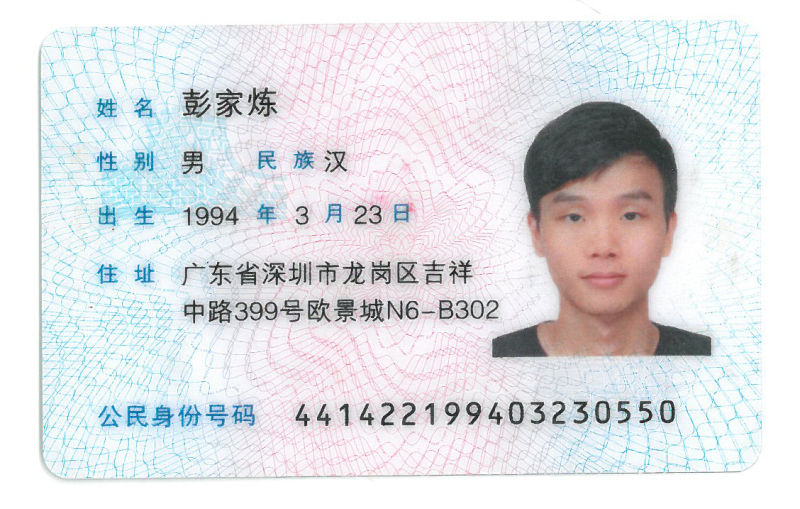 姓名 彭家炼
性别 男 民族 汉
出生 1994 年 3 月 23 日
住址 广东省深圳市龙岗区吉祥
中路399号欧景城N6-B302
公民身份号码 441422199403230550